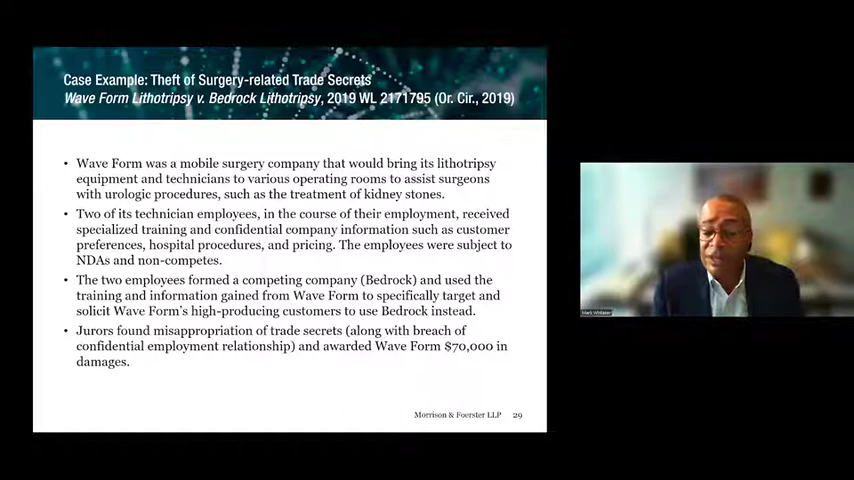 Case Example: Theft of Surgery-related Trade Secrets
Wave Form Lithotripsy v. Bedrock Lithotripsy, 2019 WL 2171795 (Or. Cir., 2019)
• Wave Form was a mobile surgery company that would bring its lithotripsy
equipment and technicians to various operating rooms to assist surgeons
with urologic procedures, such as the treatment of kidney stones.
• Two of its technician employees, in the course of their employment, received
specialized training and confidential company information such as customer
preferences, hospital procedures, and pricing. The employees were subject to
NDAs and non-competes.
• The two employees formed a competing company (Bedrock) and used the
training and information gained from Wave Form to specifically target and
solicit Wave Form's high-producing customers to use Bedrock instead.
• Jurors found misappropriation of trade secrets (along with breach of
confidential employment relationship) and awarded Wave Form $70,000 in
damages.
Morrison & Foerster LLP 29
Mark Whitaker